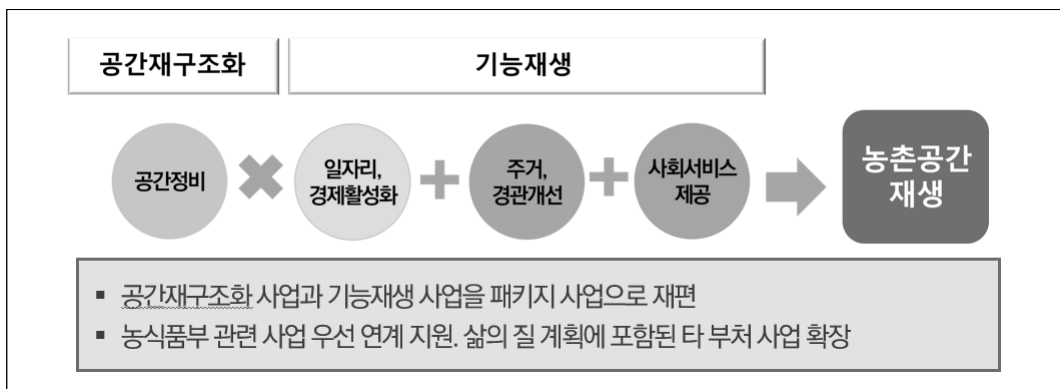 공간재구조화 기능재생
공간정비 ✖ 일자리, 경제활성화 + 주거, 경관개선 + 사회서비스 제공 ➡ 농촌공간 재생
▪ 공간재구조화 사업과 기능재생 사업을 패키지 사업으로 재편
▪ 농식품부 관련 사업 우선 연계 지원. 삶의 질 계획에 포함된 타 부처 사업 확장